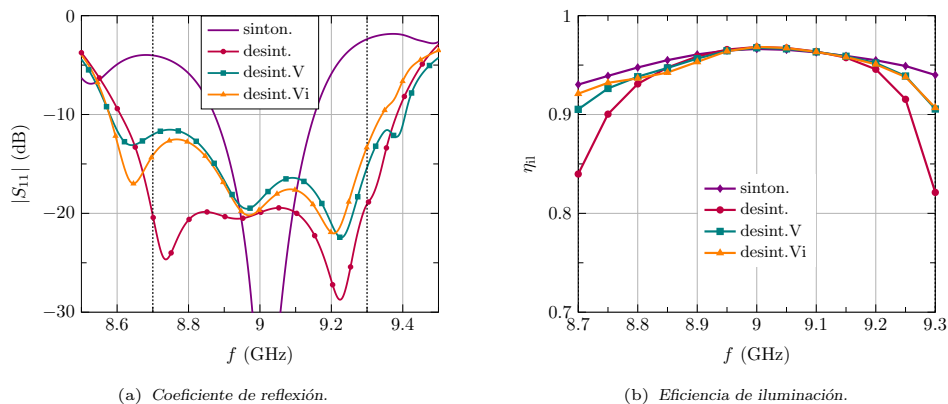 0
−10
−20
−30
|S11| (dB)
8.6
8.8
9
9.2
9.4
f (GHz)
sinton.
desint.
desint.V
desint.Vi
(a) Coeficiente de reflexión.
1
0.9
0.8
0.7
ηil
8.7
8.8
8.9
9
9.1
9.2
9.3
f (GHz)
sinton.
desint.
desint.V
desint.Vi
(b) Eficiencia de iluminación.